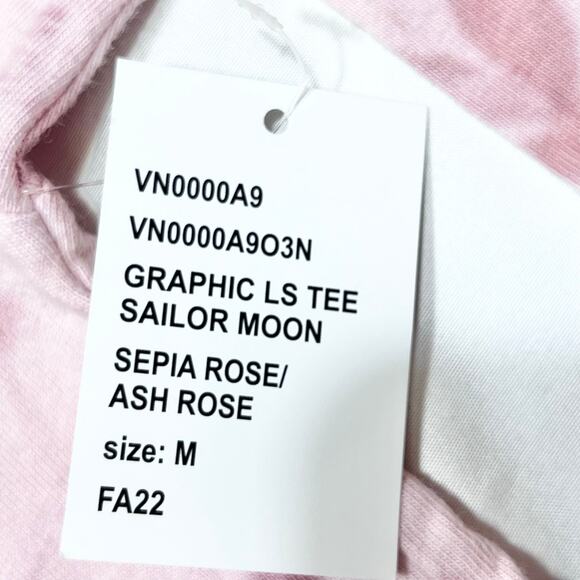 VN0000A9
VN0000A9O3N
GRAPHIC LS TEE
SAILOR MOON
SEPIA ROSE/
ASH ROSE
size: M
FA22